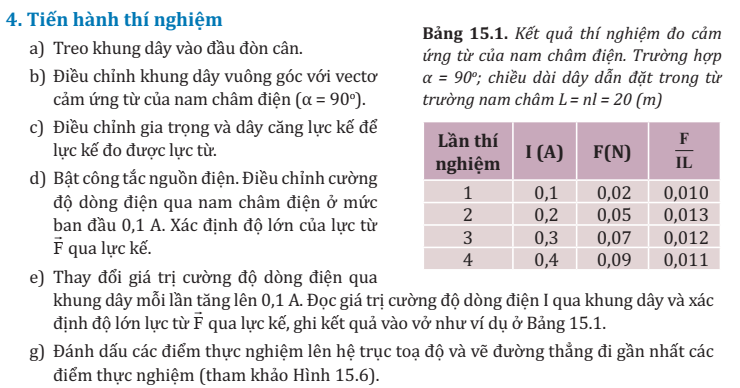 4. Tiến hành thí nghiệm
a) Treo khung dây vào đầu đòn cân.
b) Điều chỉnh khung dây vuông góc với vectơ
cảm ứng từ của nam châm điện (α = 90º).
c) Điều chỉnh gia trọng và dây căng lực kế để
lực kế đo được lực từ.
d) Bật công tắc nguồn điện. Điều chỉnh cường
độ dòng điện qua nam châm điện ở mức
ban đầu 0,1 A. Xác định độ lớn của lực từ
F⃗ qua lực kế.
Bảng 15.1. Kết quả thí nghiệm đo cảm
ứng từ của nam châm điện. Trường hợp
α = 90º; chiều dài dây dẫn đặt trong từ
trường nam châm L = nl = 20 (m)
Lần thí nghiệm I (A) F(N) F/IL
1 0,1 0,02 0,010
2 0,2 0,05 0,013
3 0,3 0,07 0,012
4 0,4 0,09 0,011
e) Thay đổi giá trị cường độ dòng điện qua
khung dây mỗi lần tăng lên 0,1 A. Đọc giá trị cường độ dòng điện I qua khung dây và xác
định độ lớn lực từ F⃗ qua lực kế, ghi kết quả vào vở như ví dụ ở Bảng 15.1.
g) Đánh dấu các điểm thực nghiệm lên hệ trục toạ độ và vẽ đường thẳng đi gần nhất các
điểm thực nghiệm (tham khảo Hình 15.6).